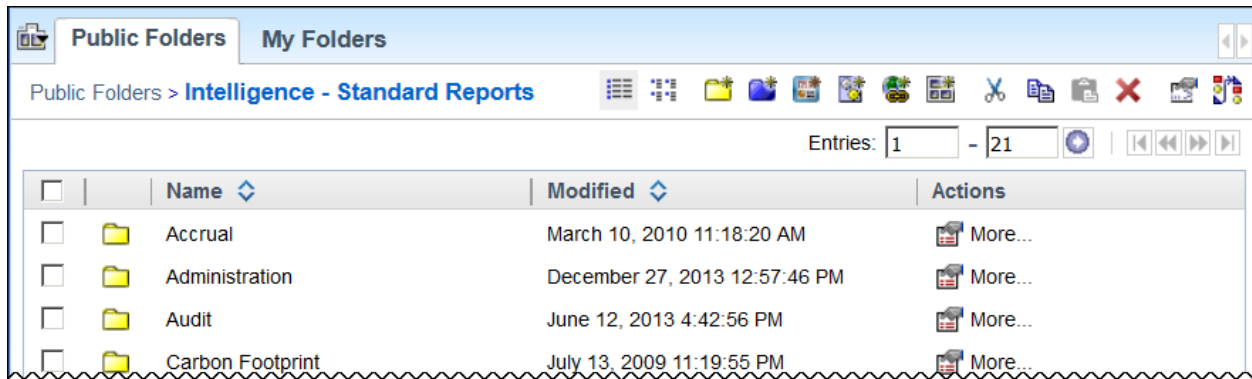 Public Folders My Folders
Public Folders > Intelligence - Standard Reports
Entries: 1 - 21
Name Modified Actions
Accrual March 10, 2010 11:18:20 AM More...
Administration December 27, 2013 12:57:46 PM More...
Audit June 12, 2013 4:42:56 PM More...
Carbon Footprint July 13, 2009 11:19:55 PM More...